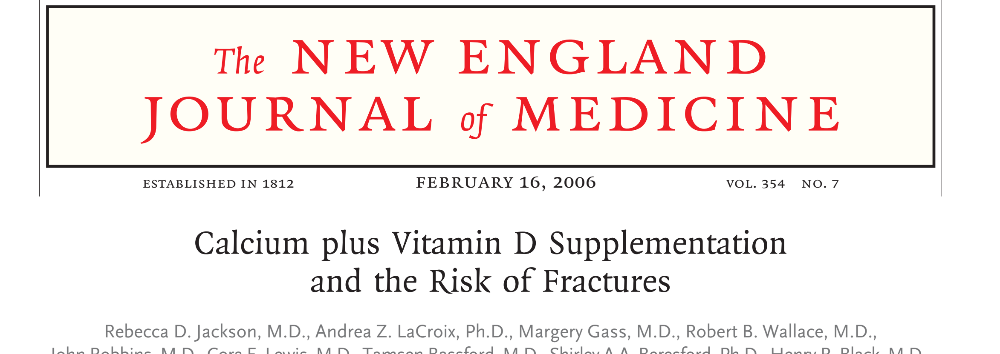 The NEW ENGLAND
JOURNAL of MEDICINE
ESTABLISHED IN 1812 FEBRUARY 16, 2006 VOL. 354 NO. 7
Calcium plus Vitamin D Supplementation
and the Risk of Fractures
Rebecca D. Jackson, M.D., Andrea Z. LaCroix, Ph.D., Margery Gass, M.D., Robert B. Wallace, M.D.,
John Robbins, M.D., Cora E. Lewis, M.D., Tamsen Bassford, M.D., Shirley A.A. Beresford, Ph.D., Henry R. Black, M.D.,